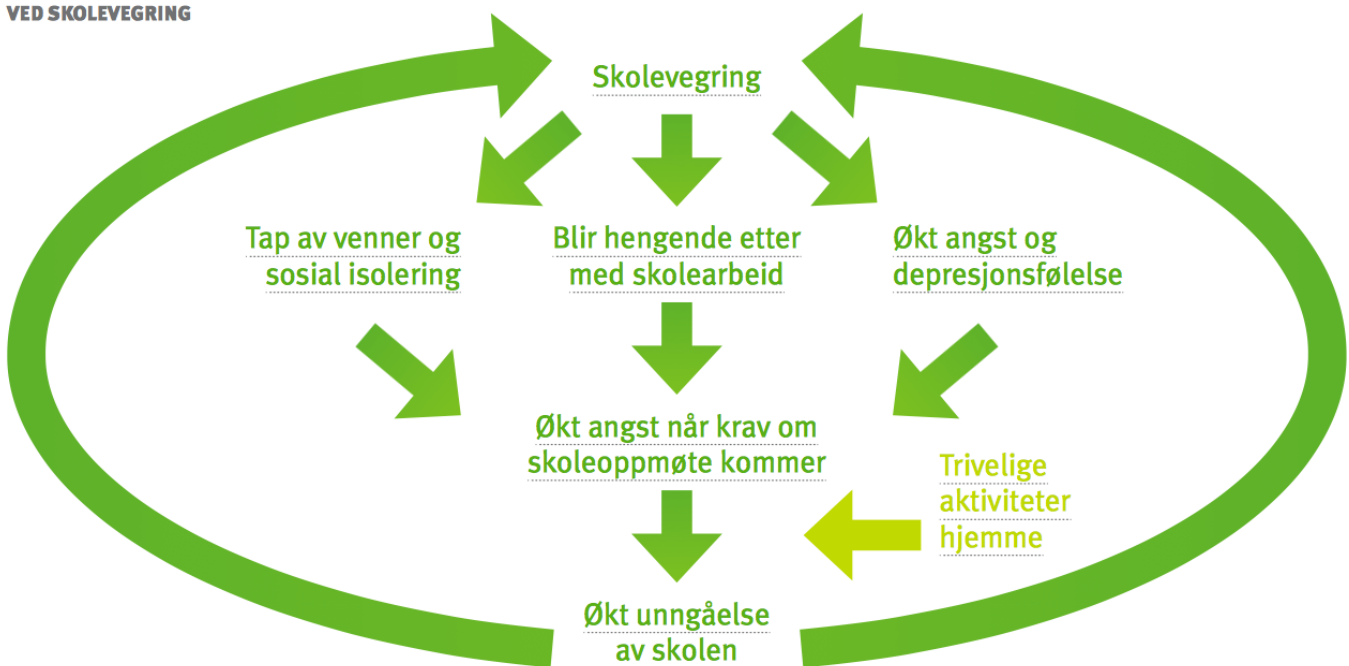 VED SKOLEVEGRING
Skolevegring
Tap av venner og
sosial isolering
Blir hengende etter
med skolearbeid
Økt angst og
depresjonsfølelse
Økt angst når krav om
skoleoppmøte kommer
Trivelige
aktiviteter
hjemme
Økt unngåelse
av skolen